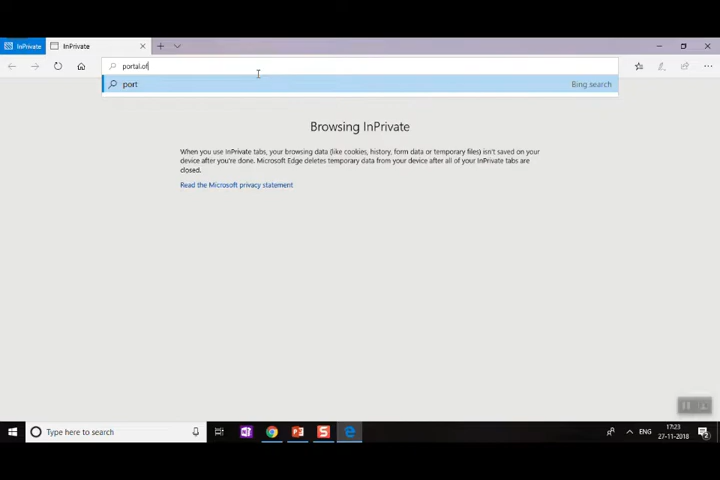 InPrivate
InPrivate
portal.of
port
Bing search
Browsing InPrivate
When you use InPrivate tabs, your browsing data (like cookies, history, form data or temporary files) isn't saved on your
device after you're done. Microsoft Edge deletes temporary data from your device after all of your InPrivate tabs are
closed.
Read the Microsoft privacy statement
Type here to search
ENG
17:23
27-11-2018